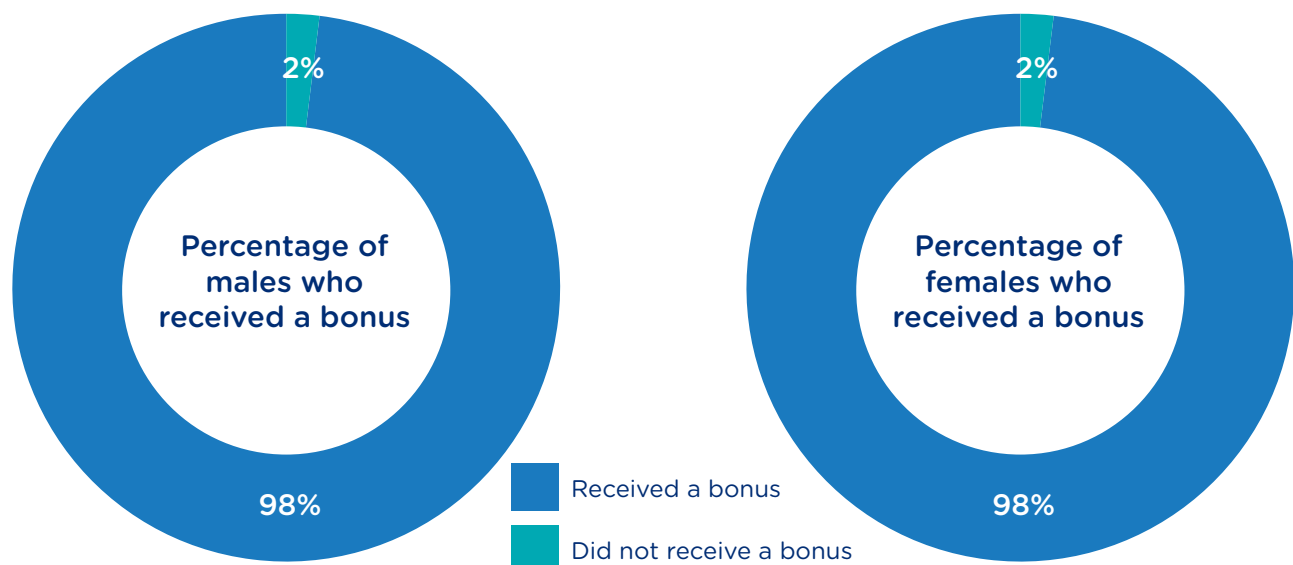 2%
Percentage of
males who
received a bonus
98%
2%
Percentage of
females who
received a bonus
98%
Received a bonus
Did not receive a bonus